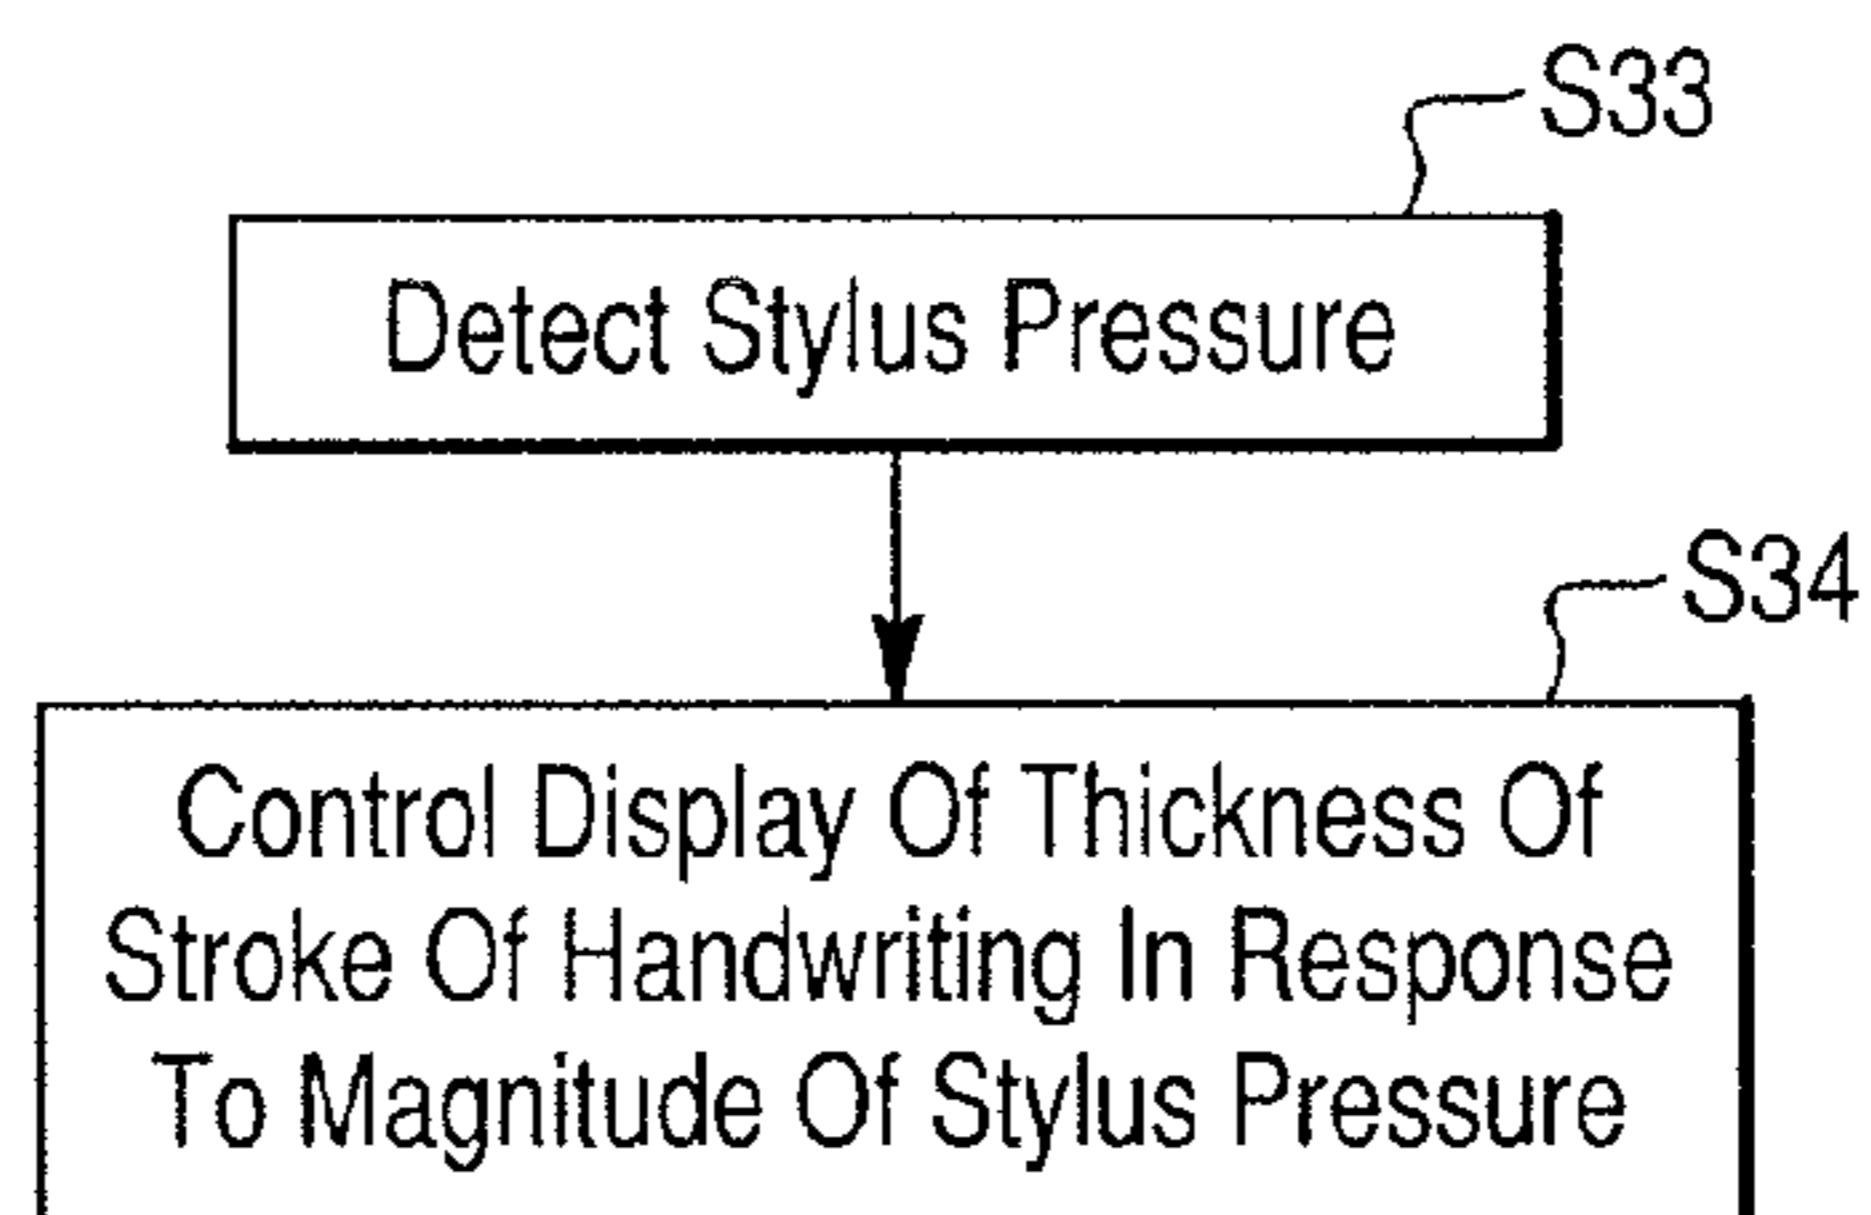 S33
Detect Stylus Pressure
S34
Control Display Of Thickness Of
Stroke Of Handwriting In Response
To Magnitude Of Stylus Pressure